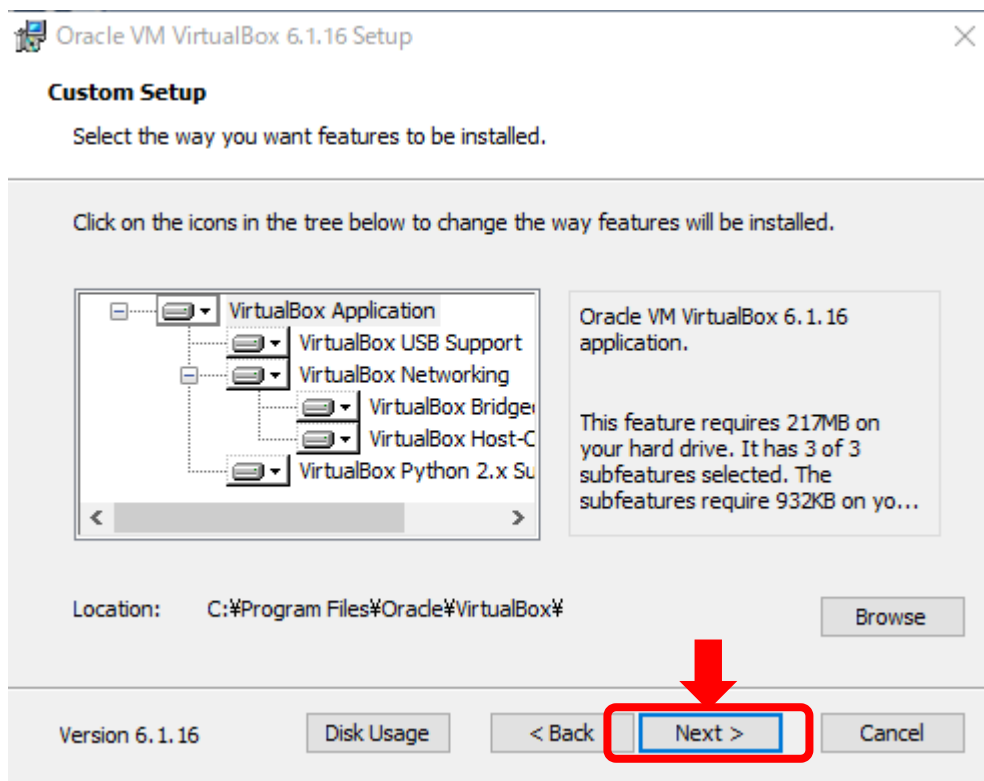 Oracle VM VirtualBox 6.1.16 Setup
Custom Setup
Select the way you want features to be installed.
Click on the icons in the tree below to change the way features will be installed.
VirtualBox Application
VirtualBox USB Support
VirtualBox Networking
VirtualBox Bridge
VirtualBox Host-C
VirtualBox Python 2.x Su
Oracle VM VirtualBox 6.1.16
application.
This feature requires 217MB on
your hard drive. It has 3 of 3
subfeatures selected. The
subfeatures require 932KB on yo...
Location: C:¥Program Files¥Oracle¥VirtualBox¥
Browse
Version 6.1.16
Disk Usage
< Back
Next >
Cancel